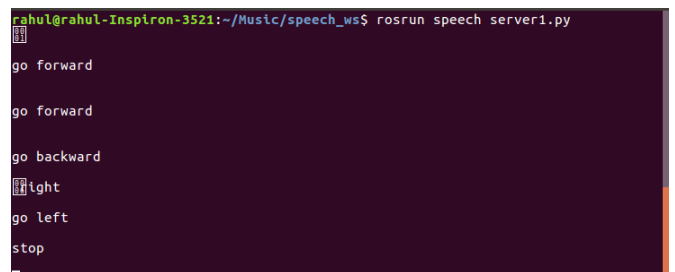 rahul@rahul-Inspiron-3521:~/Music/speech_ws$ rosrun speech server1.py
go forward
go forward
go backward
right
go left
stop